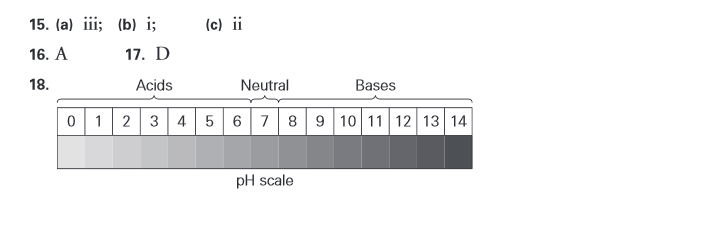 15. (a) iii; (b) i; (c) ii
16. A 17. D
18. Acids Neutral Bases
0 1 2 3 4 5 6 7 8 9 10 11 12 13 14
pH scale